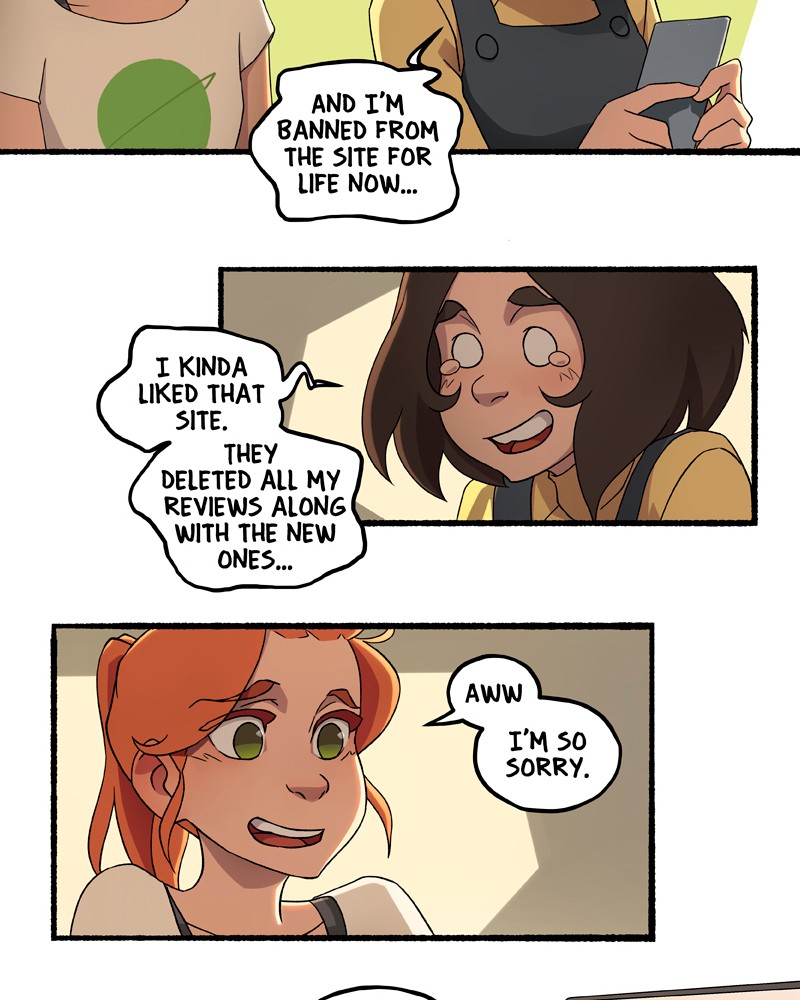 AND I'M
BANNED FROM
THE SITE FOR
LIFE NOW...
I KINDA
LIKED THAT
SITE.
THEY
DELETED ALL MY
REVIEWS ALONG
WITH THE NEW
ONES...
AWW
I'M SO
SORRY.